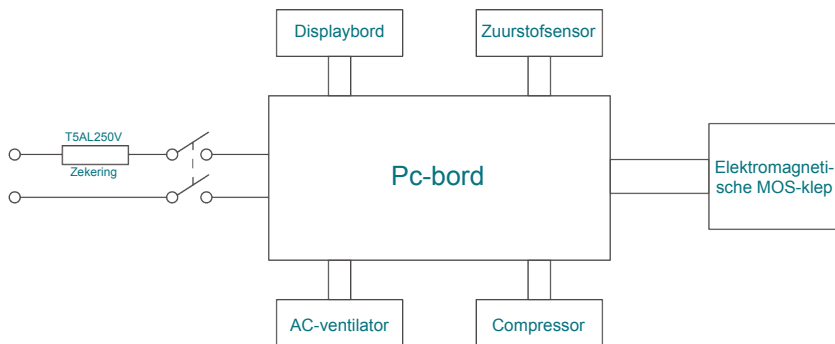 Displaybord
Zuurstofsensor
T5AL250V
Zekering
Pc-bord
Elektromagneti-
sche MOS-klep
AC-ventilator
Compressor